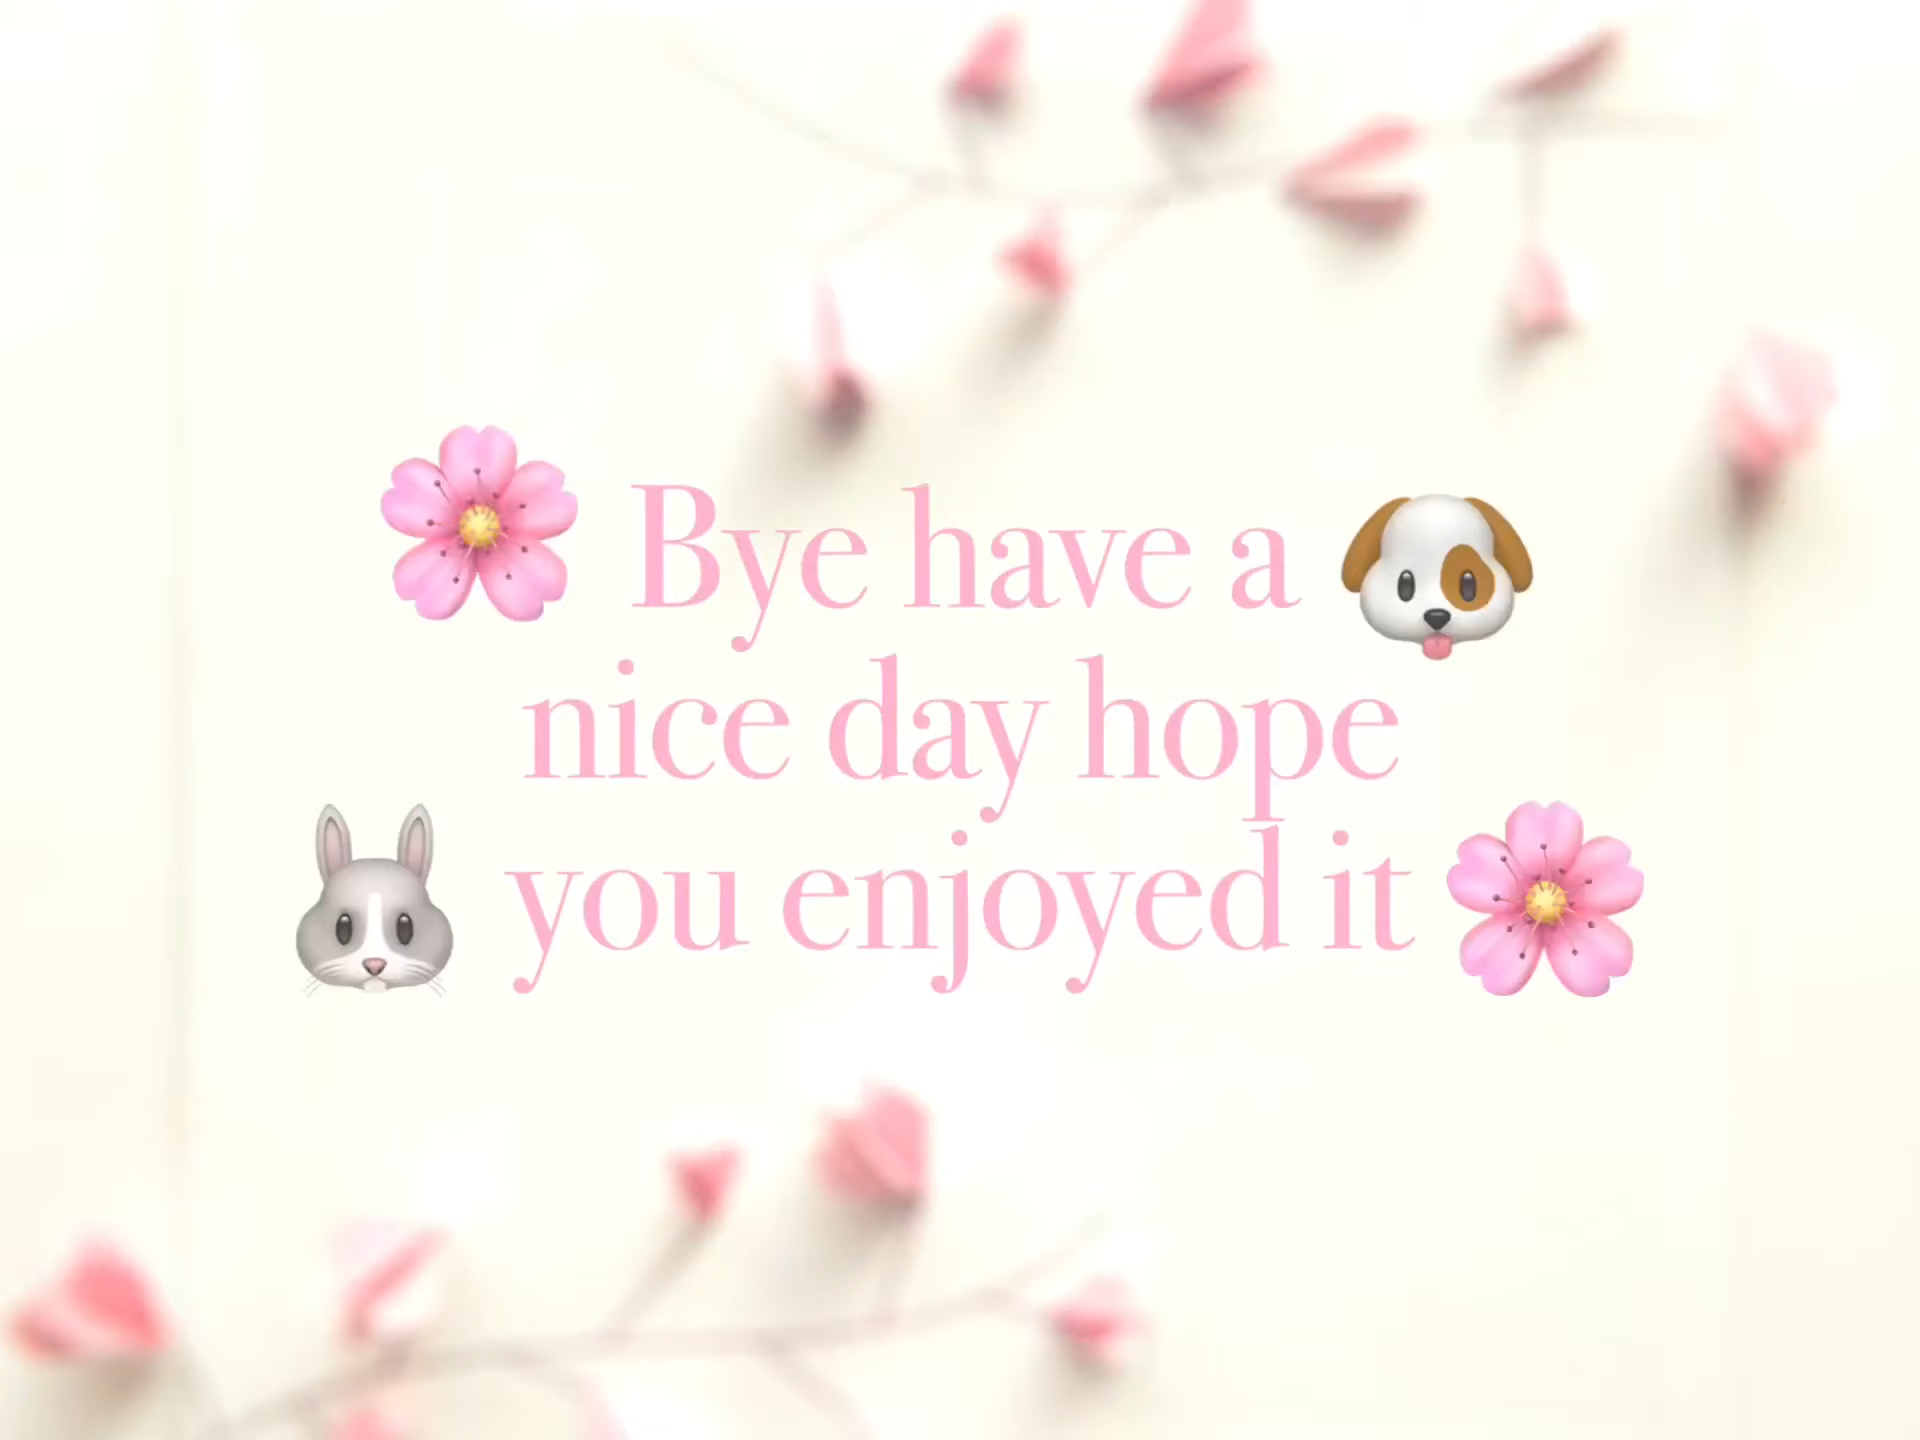 🌸 Bye have a 🐶
nice day hope
🐰 you enjoyed it 🌸